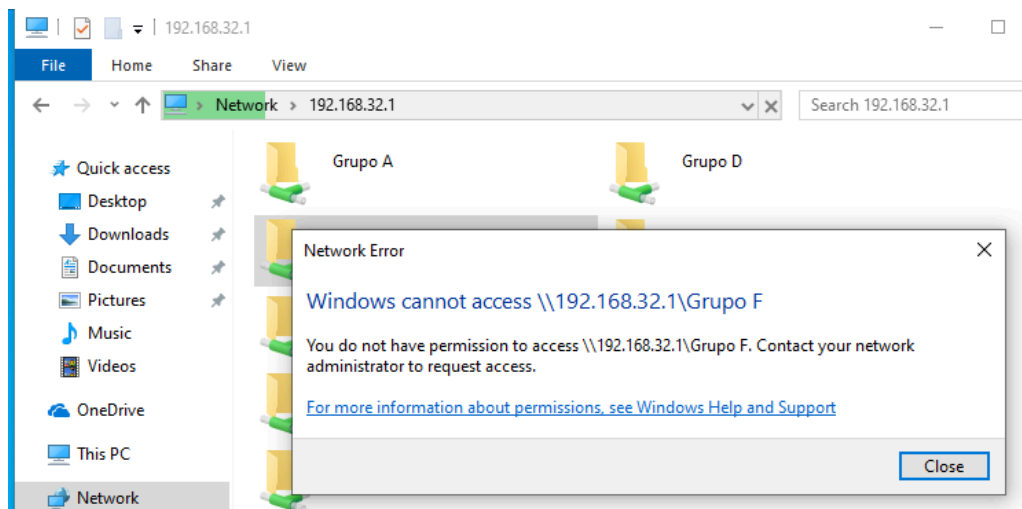 192.168.32.1
File Home Share View
Network 192.168.32.1 Search 192.168.32.1
Quick access
Desktop
Downloads
Documents
Pictures
Music
Videos
OneDrive
This PC
Network
Grupo A Grupo D
Network Error
Windows cannot access \\192.168.32.1\Grupo F
You do not have permission to access \\192.168.32.1\Grupo F. Contact your network
administrator to request access.
For more information about permissions, see Windows Help and Support
Close